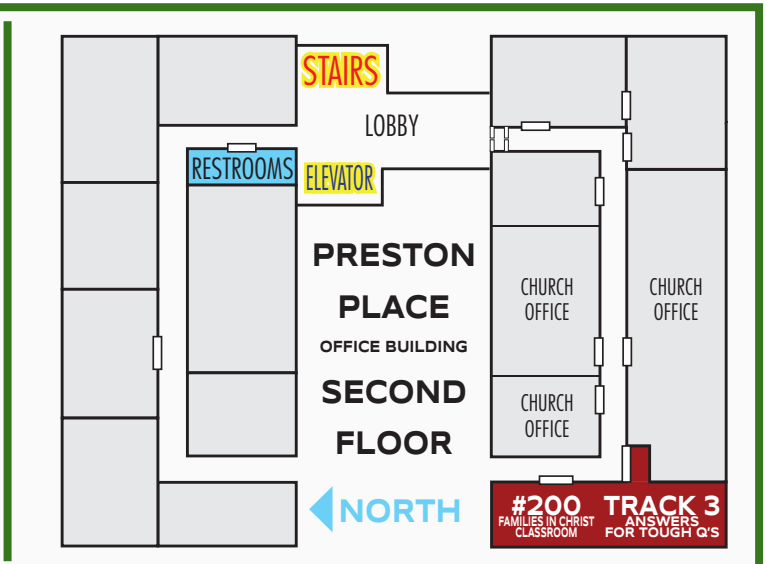 STAIRS
LOBBY
RESTROOMS
ELEVATOR
PRESTON
PLACE
OFFICE BUILDING
SECOND
FLOOR
NORTH
CHURCH
OFFICE
CHURCH
OFFICE
CHURCH
OFFICE
#200
FAMILIES IN CHRIST
CLASSROOM
TRACK 3
ANSWERS
FOR TOUGH Q'S